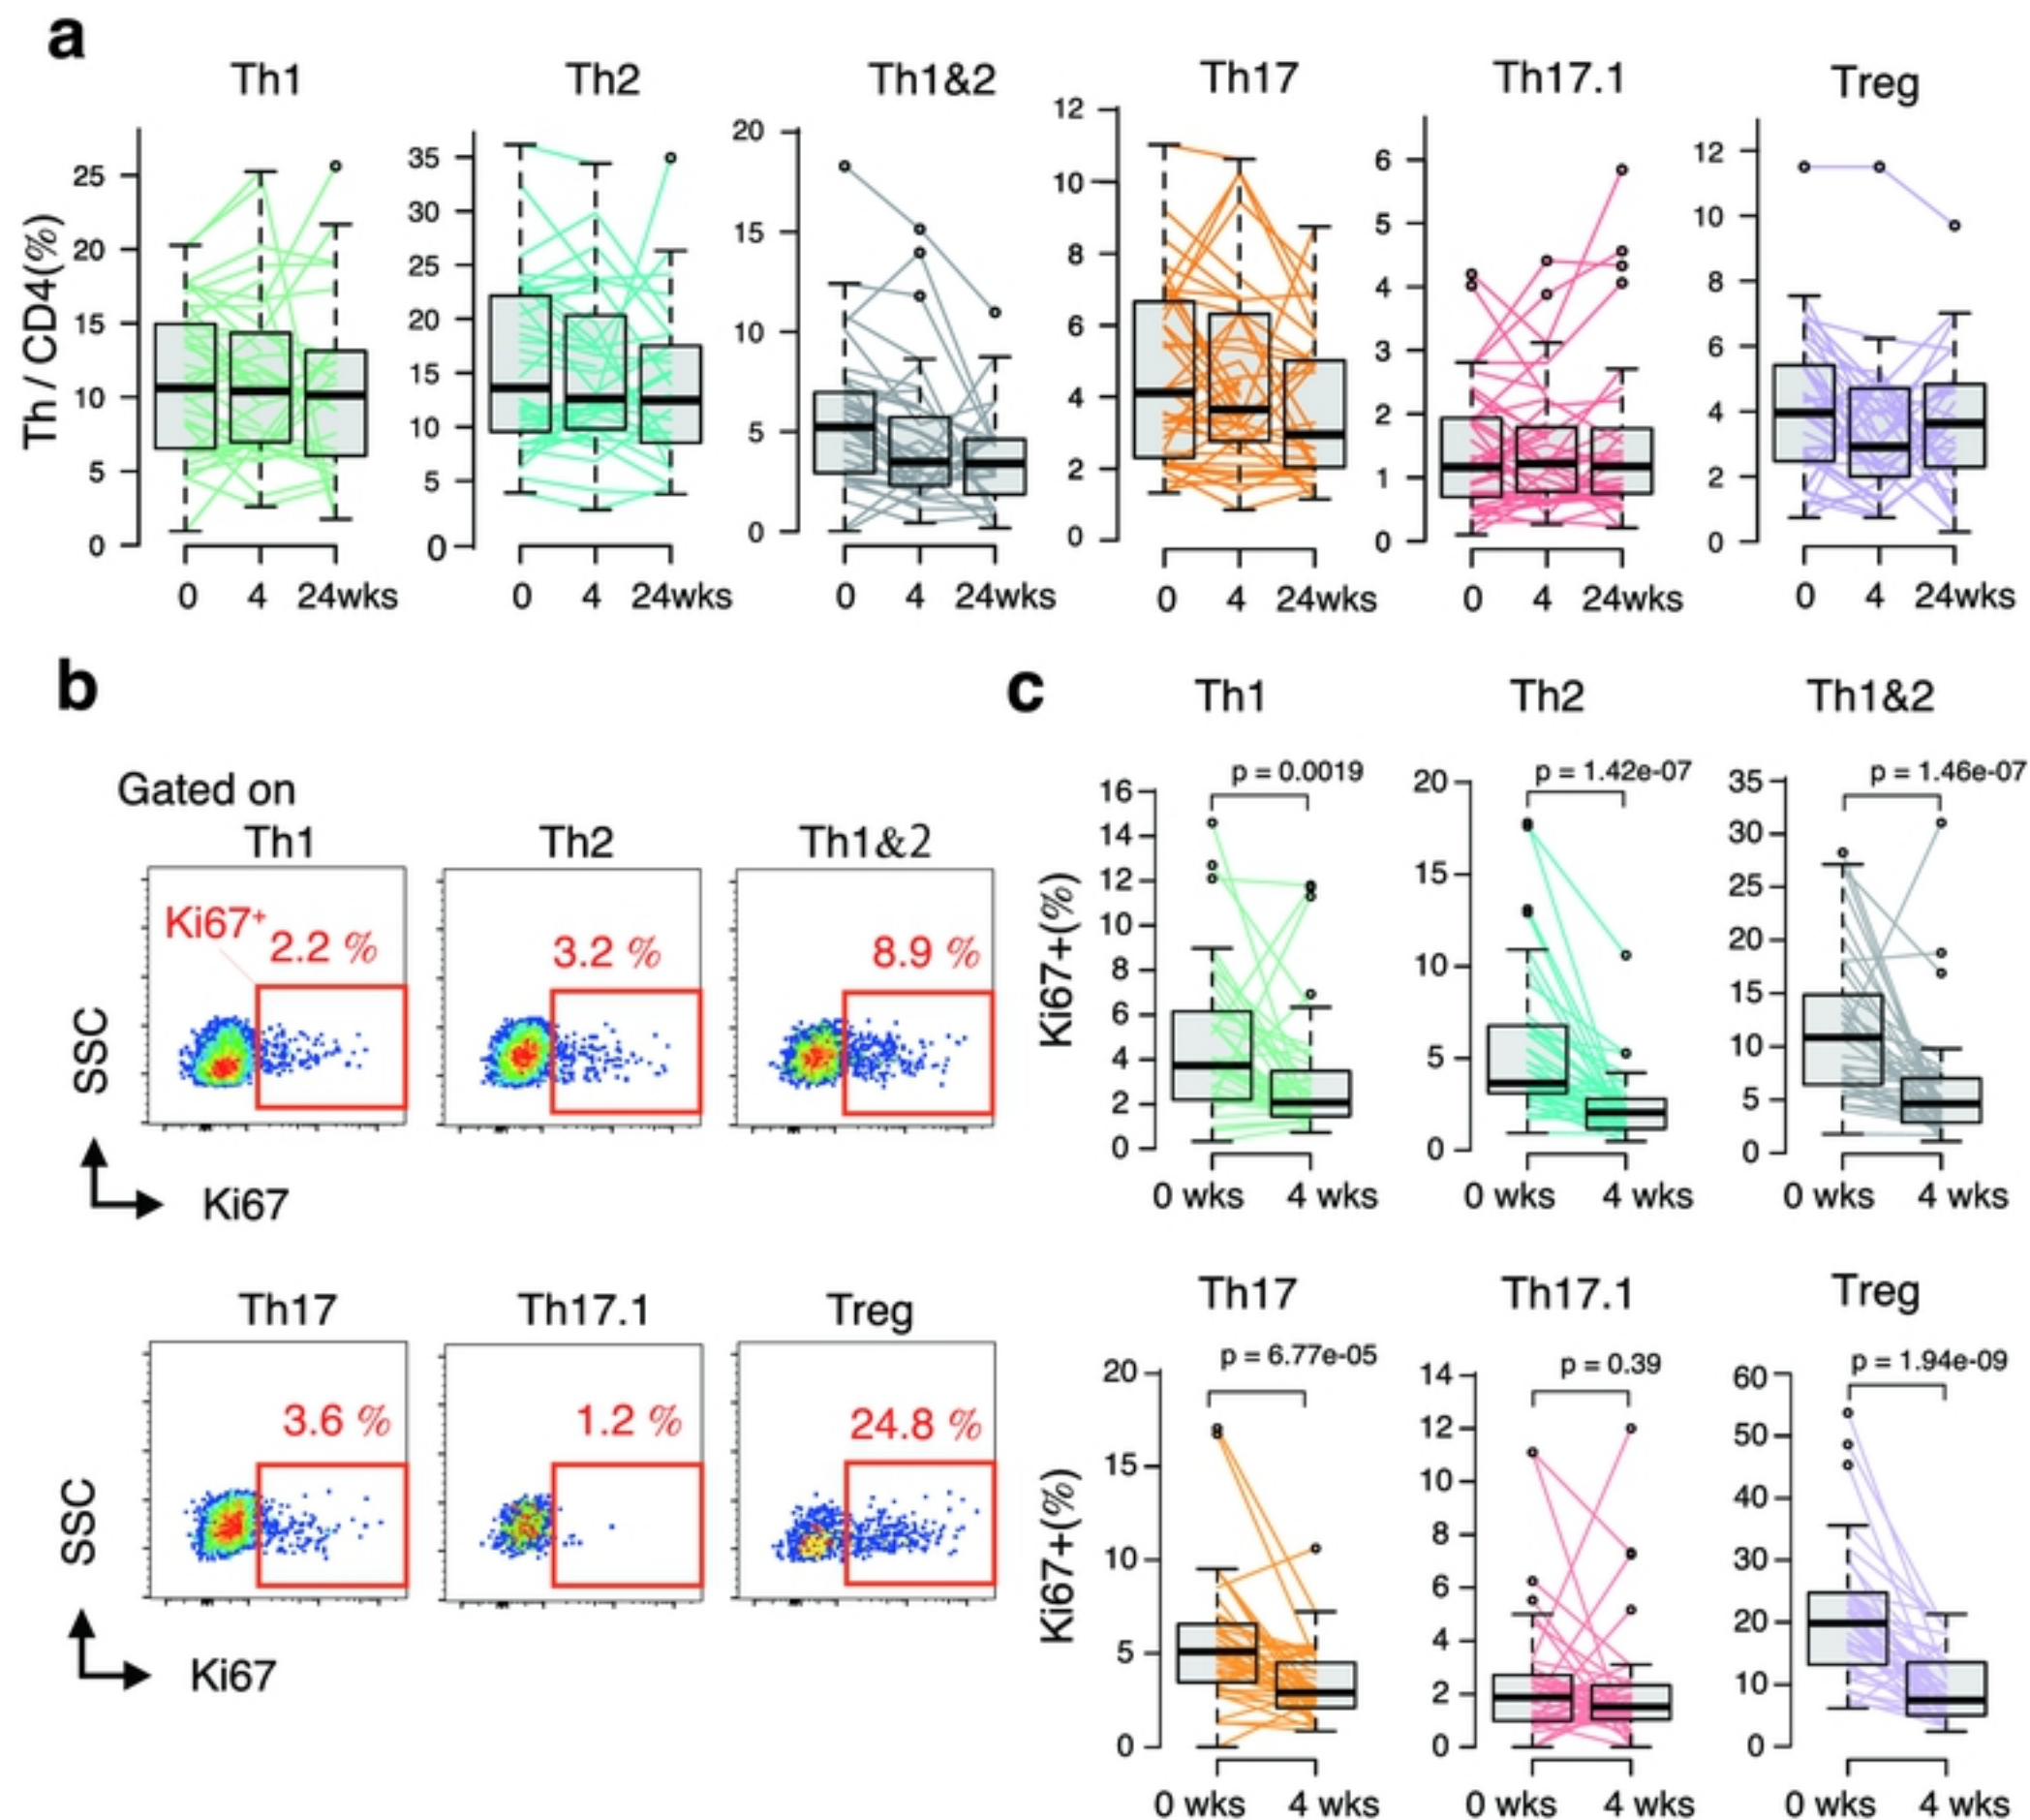 a
Th1 Th2 Th1&2 Th17 Th17.1 Treg
Th / CD4(%)
25 20 15 10 5 0
35 30 25 20 15 10 5 0
20 15 10 5 0
12 10 8 6 4 2 0
6 5 4 3 2 1 0
12 10 8 6 4 2 0
0 4 24wks 0 4 24wks 0 4 24wks 0 4 24wks 0 4 24wks 0 4 24wks
b
Gated on
Th1 Th2 Th1&2
Ki67+ 2.2 % 3.2 % 8.9 %
SSC
Ki67
Th17 Th17.1 Treg
3.6 % 1.2 % 24.8 %
SSC
Ki67
c
Th1 Th2 Th1&2
p = 0.0019 p = 1.42e-07 p = 1.46e-07
Ki67+(%)
16 14 12 10 8 6 4 2 0
20 15 10 5 0
35 30 25 20 15 10 5 0
0 wks 4 wks 0 wks 4 wks 0 wks 4 wks
Th17 Th17.1 Treg
p = 6.77e-05 p = 0.39 p = 1.94e-09
Ki67+(%)
20 15 10 5 0
14 12 10 8 6 4 2 0
60 50 40 30 20 10 0
0 wks 4 wks 0 wks 4 wks 0 wks 4 wks